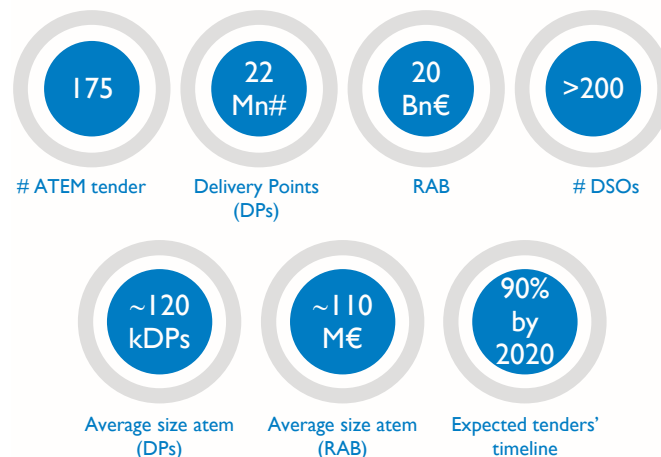 175
22
Mn#
20
Bn€
>200
# ATEM tender
Delivery Points
(DPs)
RAB
# DSOs
~120
kDPs
~110
M€
90%
by
2020
Average size atem
(DPs)
Average size atem
(RAB)
Expected tenders'
timeline